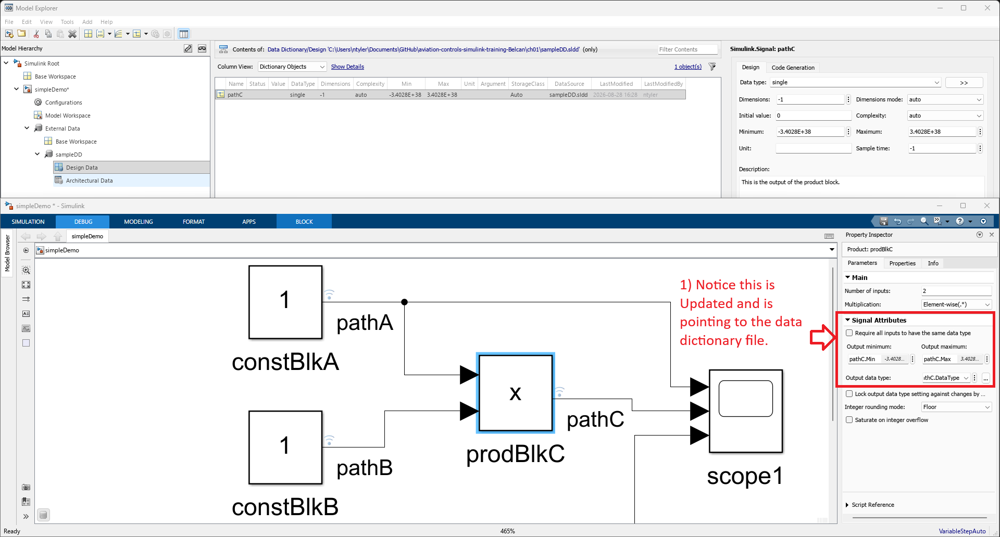 Model Explorer
File Edit View Tools Add Help
Model Hierarchy
Simulink Root
Base Workspace
simpleDemo*
Configurations
Model Workspace
External Data
Base Workspace
sampleDD
Design Data
Architectural Data
Contents of: Data Dictionary/Design 'C:\Users\ntyler\Documents\GitHub\aviation-controls-simulink-training-Belcan\ch01\sampleDD.sldd' (only)
Filter Contents
Column View: Dictionary Objects Show Details
1 object(s)
Name Status Value DataType Dimensions Complexity Min Max Unit Argument StorageClass DataSource LastModified LastModifiedBy
pathC single -1 auto -3.4028E+38 3.4028E+38 Auto sampleDD.sldd 2026-08-28 16:28 ntyler
Simulink.Signal: pathC
Design Code Generation
Data type: single >>
Dimensions: -1 Dimensions mode: auto
Initial value: 0 Complexity: auto
Minimum: -3.4028E+38 Maximum: 3.4028E+38
Unit: Sample time: -1
Description:
This is the output of the product block.
simpleDemo * - Simulink
SIMULATION DEBUG MODELING FORMAT APPS BLOCK
simpleDemo
Model Browser
simpleDemo
1
pathA
constBlkA
1
pathB
constBlkB
x
pathC
prodBlkC
scope1
1) Notice this is
Updated and is
pointing to the data
dictionary file.
Property Inspector
Product: prodBlkC
Parameters Properties Info
Main
Number of inputs: 2
Multiplication: Element-wise(.*)
Signal Attributes
Require all inputs to have the same data type
Output minimum: Output maximum:
pathC.Min -3.4028... pathC.Max 3.4028...
Output data type: thC.DataType ...
Lock output data type setting against changes by ...
Integer rounding mode: Floor
Saturate on integer overflow
Script Reference
Ready
465%
VariableStepAuto